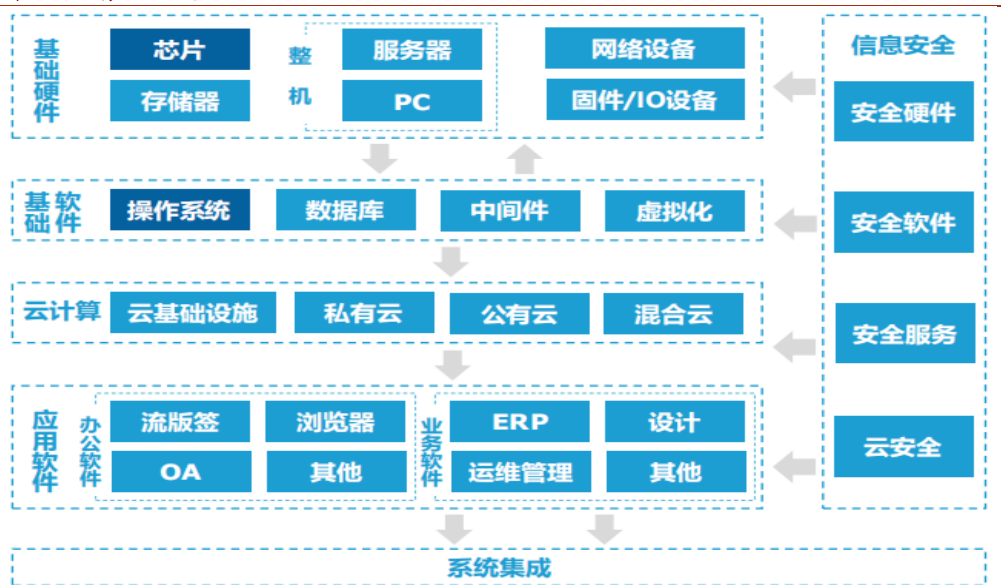 基础硬件
芯片
存储器
整机
服务器
PC
网络设备
固件/IO设备
基础软件
操作系统
数据库
中间件
虚拟化
云计算
云基础设施
私有云
公有云
混合云
应用软件
办公软件
流版签
浏览器
OA
其他
业务软件
ERP
设计
运维管理
其他
信息安全
安全硬件
安全软件
安全服务
云安全
系统集成